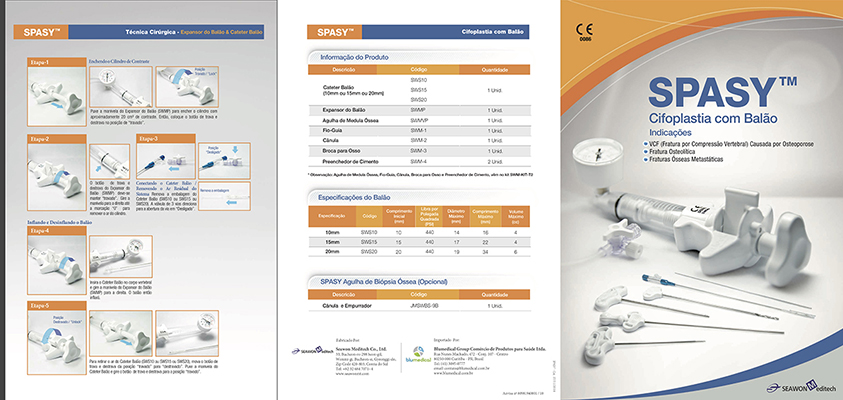 SPASY™
Técnica Cirúrgica - Expansor do Balão & Cateter Balão
Etapa-1
Enchendo o Cilindro de Contraste
Posição
Travado / "Lock"
Puxe a manivela do Expansor do Balão (SWMP) para encher o cilindro com
aproximadamente 20 cm³ de contraste. Então, coloque o botão de trava e
destrava na posição de "travado".
Etapa-2
O botão de trava e
destrava do Expansor de
Balão (SWMP) deve se
manter "travado". Gire a
manivela para a direita até
a marcação "0" para
remover o ar do cilindro.
Etapa-3
Posição
"Desligado"
Conectando o Cateter Balão /
Removendo o Ar Residual do
Sistema Remova a embalagem do
Cateter Balão (SWS10 ou SWS15 ou
SWS20). A válvula de 3 vias direciona
para a abertura da via em "Desligado".
Remova a embalagem
Inflando e Desinflando o Balão
Etapa-4
Insira o Cateter Balão no corpo vertebral
e gire a manivela do Expansor do Balão
(SWMP) para a direita. O balão então
inflará.
Etapa-5
Posição
Destravado / "Unlock"
Para retirar o ar do Cateter Balão (SWS10 ou SWS15 ou SWS20), mova o botão de
trava e destrava da posição "travado" para "destravado". Puxe a manivela do
Cateter Balão e gire o botão de trava e destrava para a posição "travado".
SPASY™
Cifoplastia com Balão
Informação do Produto
Descrição Código Quantidade
Cateter Balão
(10mm ou 15mm ou 20mm)
SWS10
SWS15
SWS20
1 Unid.
Expansor do Balão SWMP 1 Unid.
Agulha de Medula Óssea SWMVP 1 Unid.
Fio-Guia SWM-1 1 Unid.
Cânula SWM-2 1 Unid.
Broca para Osso SWM-3 1 Unid.
Preenchedor de Cimento SWM-4 2 Unid.
* Observação: Agulha de Medula Óssea, Fio-Guia, Cânula, Broca para Osso e Preenchedor de Cimento, vêm no kit SWM-KIT-T2
Especificações do Balão
Especificação Código Comprimento Inicial (mm) Libra por Polegada Quadrada (PSI) Diâmetro Máximo (mm) Comprimento Máximo (mm) Volume Máximo (cc)
10mm SWS10 10 440 14 16 4
15mm SWS15 15 440 17 22 4
20mm SWS20 20 440 19 34 6
SPASY Agulha de Biópsia Óssea (Opcional)
Descrição Código Quantidade
Cânula e Empurrador JMSWBS-9B 1 Unid.
SEAWON Meditech
Fabricado Por:
Seawon Meditech Co., Ltd.
Importado Por:
Bluemedical
Blumedical Group Comércio de Produtos para Saúde Ltda.
CE
0086
SPASY™
Cifoplastia com Balão
Indicações
VCF (Fratura por Compressão Vertebral) Causada por Osteoporose
Fratura Osteolítica
Fraturas Ósseas Metastáticas
SEAWON Meditech